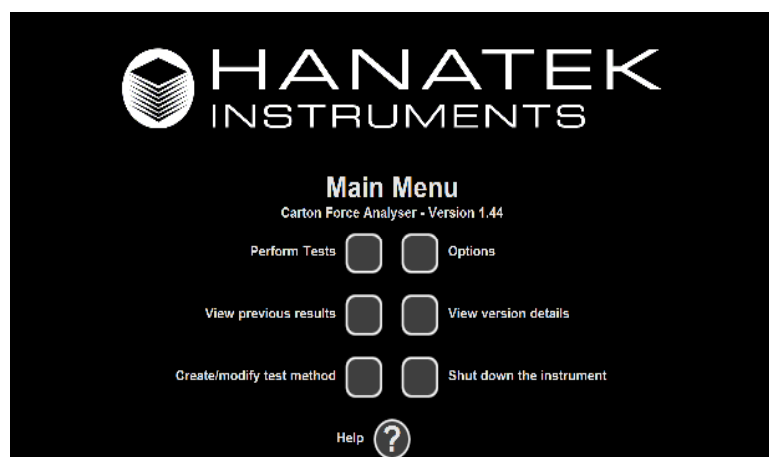 HANATEK
INSTRUMENTS
Main Menu
Carton Force Analyser - Version 1.44
Perform Tests Options
View previous results View version details
Create/modify test method Shut down the instrument
Help ?